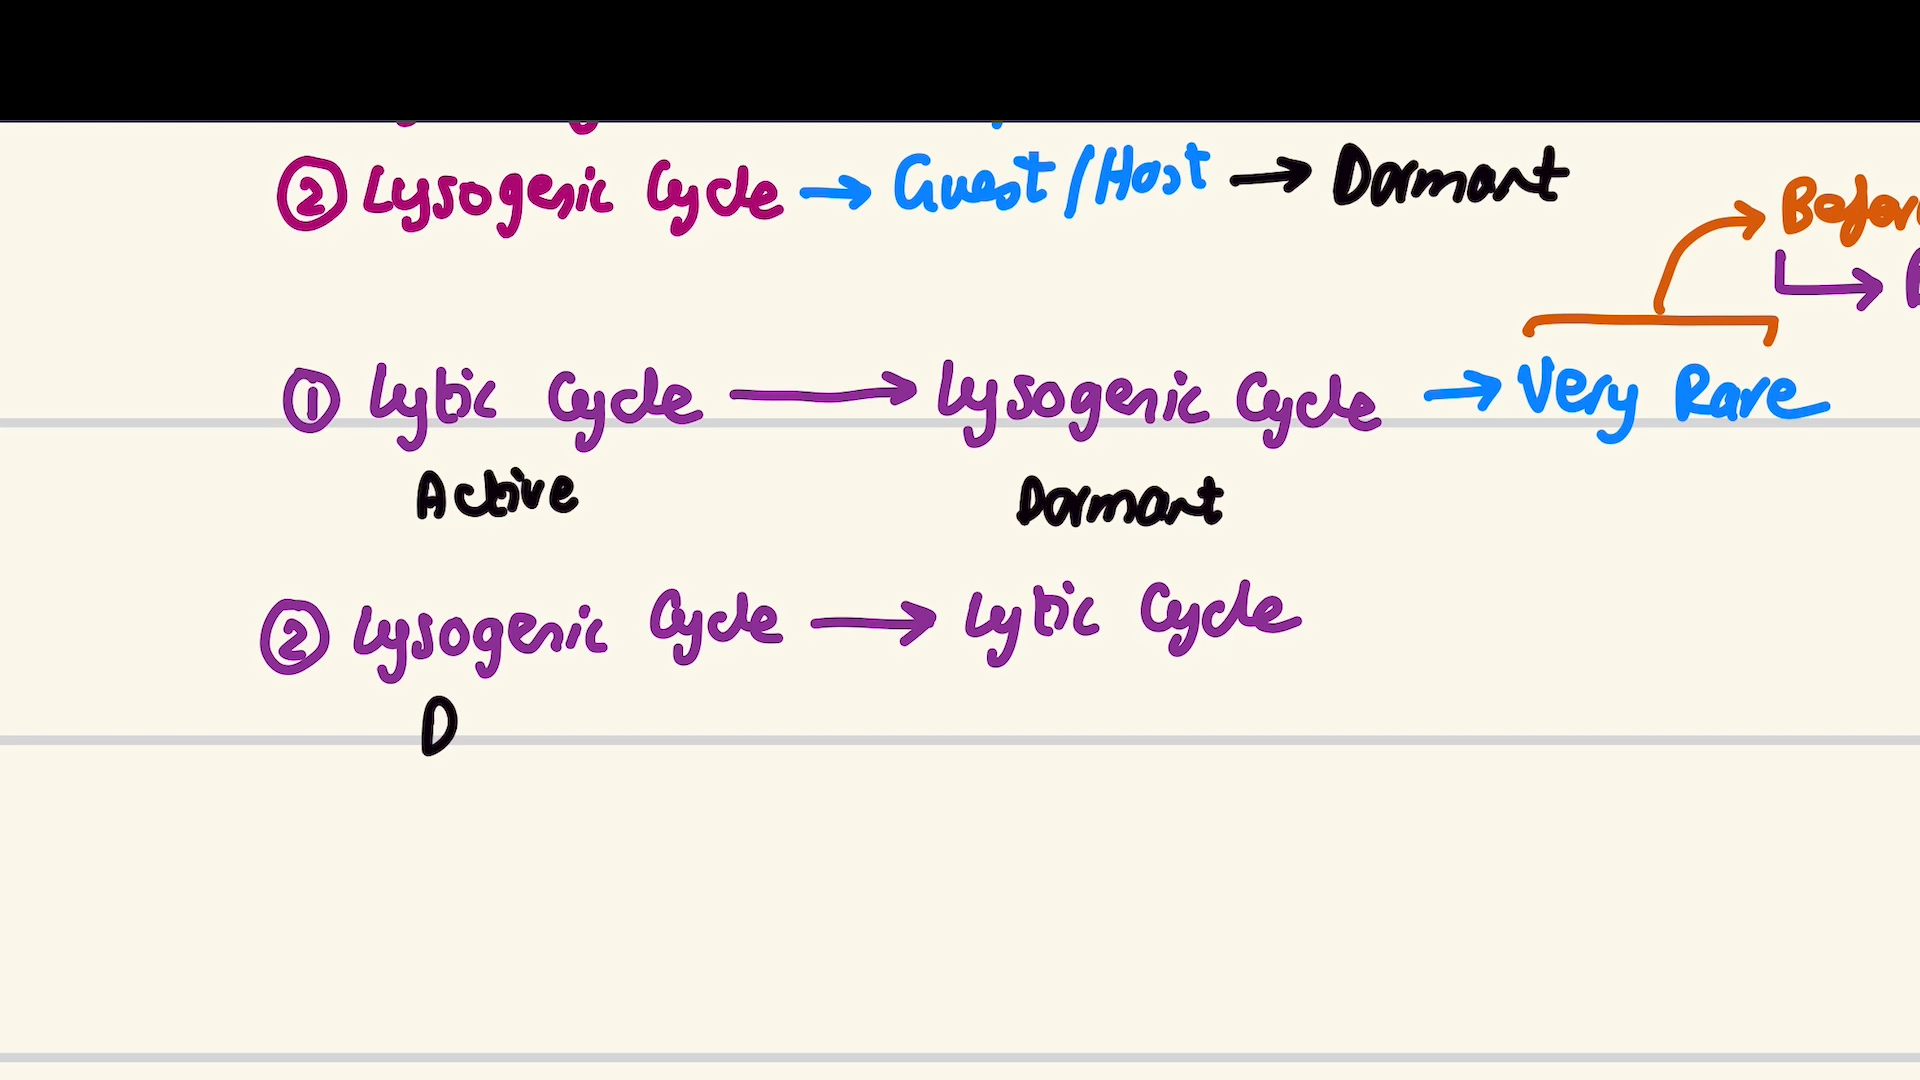 ② Lysogenic Cycle → Guest/Host → Dormant
① Lytic Cycle → Lysogenic Cycle → Very Rare
Active Dormant
② Lysogenic Cycle → Lytic Cycle
D